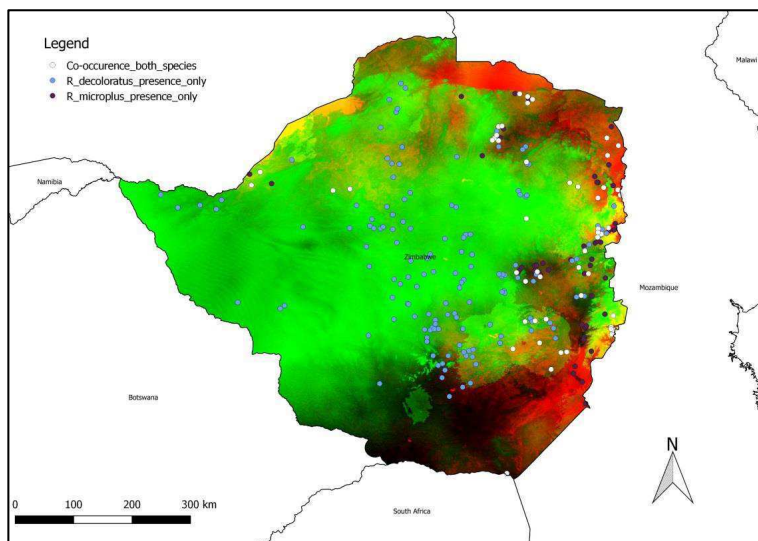 Legend
Co-occurence_both_species
R_decoloratus_presence_only
R_microplus_presence_only
Malawi
Namibia
Zimbabwe
Mozambique
Botswana
N
0 100 200 300 km
South Africa